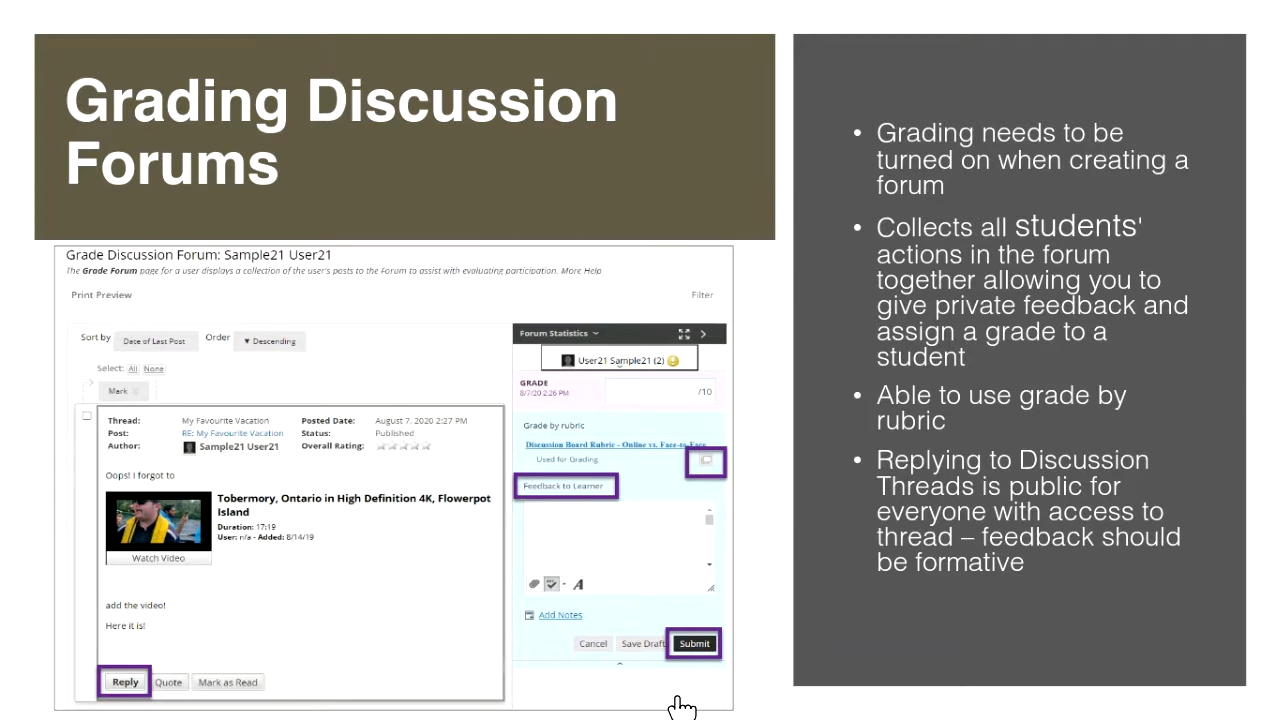 Grading Discussion
Forums
Grade Discussion Forum: Sample21 User21
The Grade Forum page for a user displays a collection of the user's posts to the Forum to assist with evaluating participation. More Help
Print Preview
Filter
Sort by
Date of Last Post
Order
▼ Descending
Select: All None
Mark
Thread: My Favourite Vacation
Post: RE: My Favourite Vacation
Author: Sample21 User21
Posted Date: August 7, 2020 2:27 PM
Status: Published
Overall Rating:
Oops! I forgot to
Tobermory, Ontario in High Definition 4K, Flowerpot
Island
Duration: 17:19
User: n/a - Added: 8/14/19
Watch Video
add the video!
Here it is!
Reply
Quote
Mark as Read
Forum Statistics
User21 Sample21 (2)
GRADE
8/7/20 2:26 PM
/10
Grade by rubric
Discussion Board Rubric - Online vs. Face-to-Face
Used for Grading
Feedback to Learner
ABC
A
Add Notes
Cancel
Save Draft
Submit
• Grading needs to be
turned on when creating a
forum
• Collects all students'
actions in the forum
together allowing you to
give private feedback and
assign a grade to a
student
• Able to use grade by
rubric
• Replying to Discussion
Threads is public for
everyone with access to
thread – feedback should
be formative